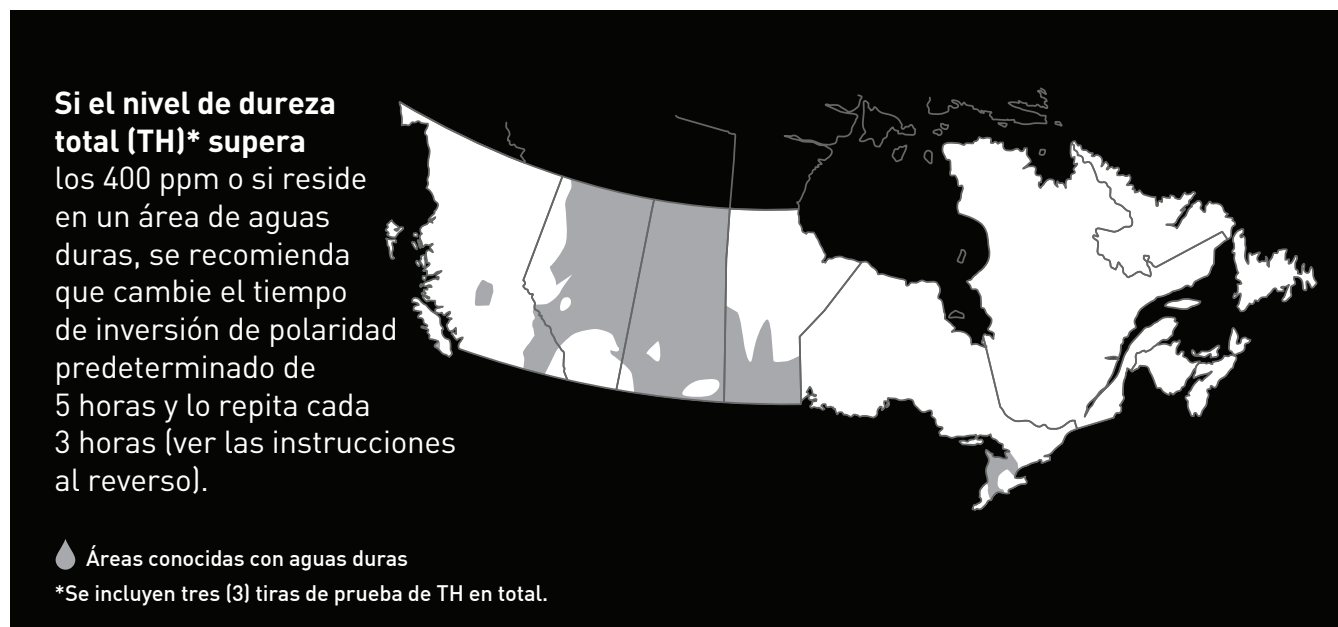 Si el nivel de dureza
total (TH)* supera
los 400 ppm o si reside
en un área de aguas
duras, se recomienda
que cambie el tiempo
de inversión de polaridad
predeterminado de
5 horas y lo repita cada
3 horas (ver las instrucciones
al reverso).
Áreas conocidas con aguas duras
*Se incluyen tres (3) tiras de prueba de TH en total.